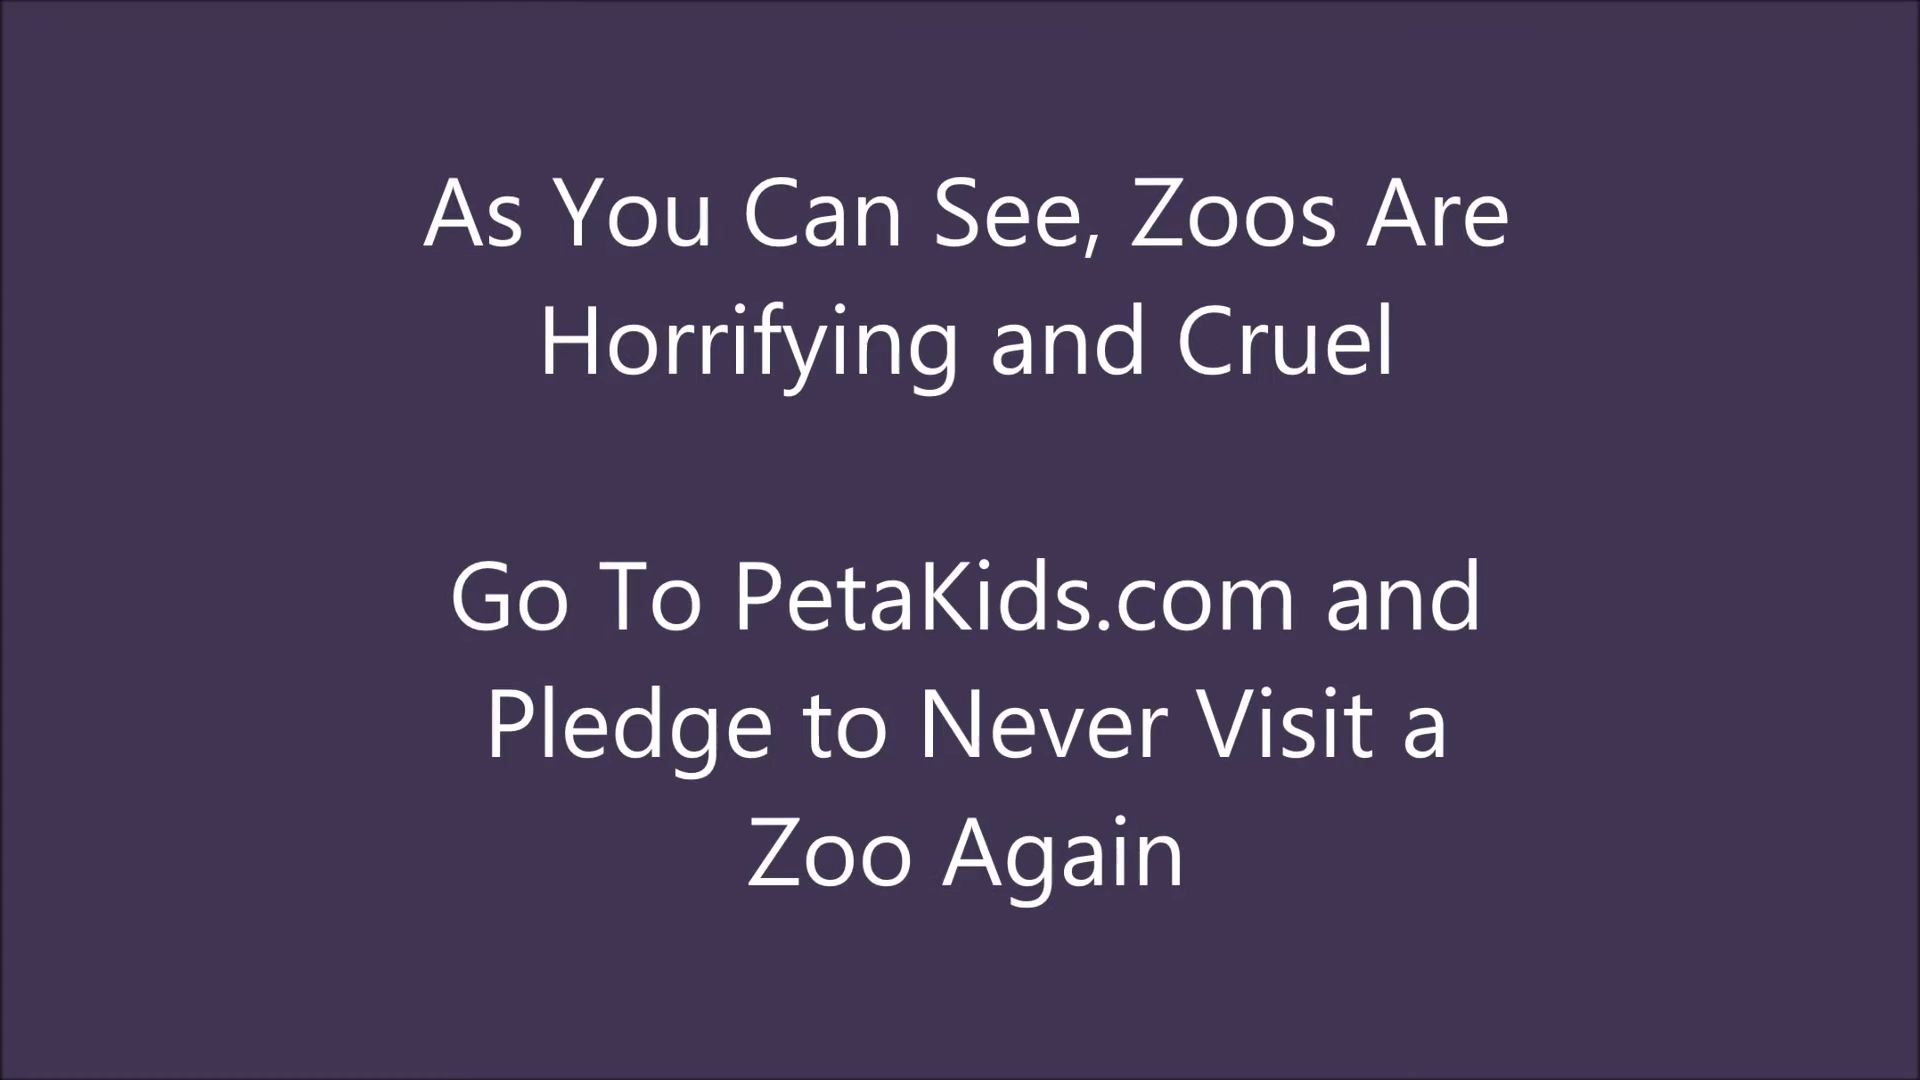 As You Can See, Zoos Are
Horrifying and Cruel
Go To PetaKids.com and
Pledge to Never Visit a
Zoo Again